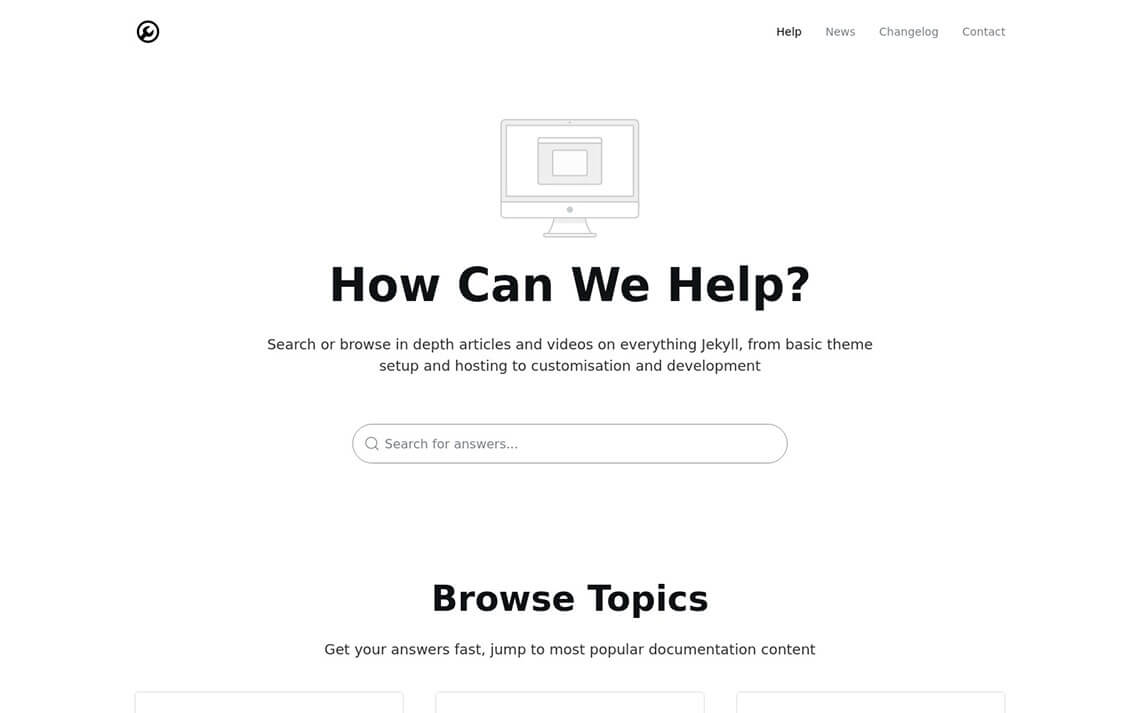 Help News Changelog Contact
How Can We Help?
Search or browse in depth articles and videos on everything Jekyll, from basic theme
setup and hosting to customisation and development
Search for answers...
Browse Topics
Get your answers fast, jump to most popular documentation content